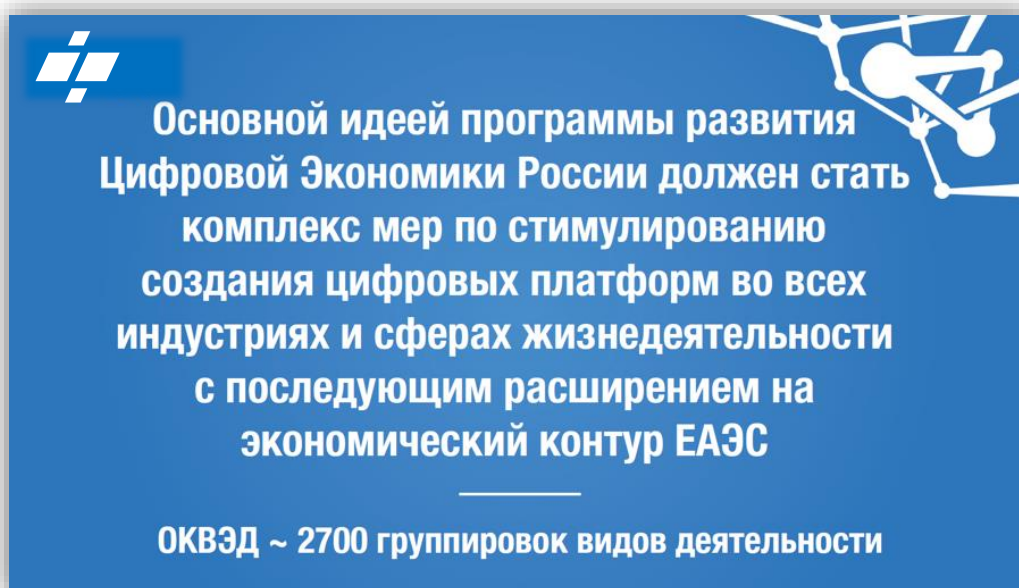 Основной идеей программы развития
Цифровой Экономики России должен стать
комплекс мер по стимулированию
создания цифровых платформ во всех
индустриях и сферах жизнедеятельности
с последующим расширением на
экономический контур ЕАЭС
ОКВЭД ~ 2700 группировок видов деятельности